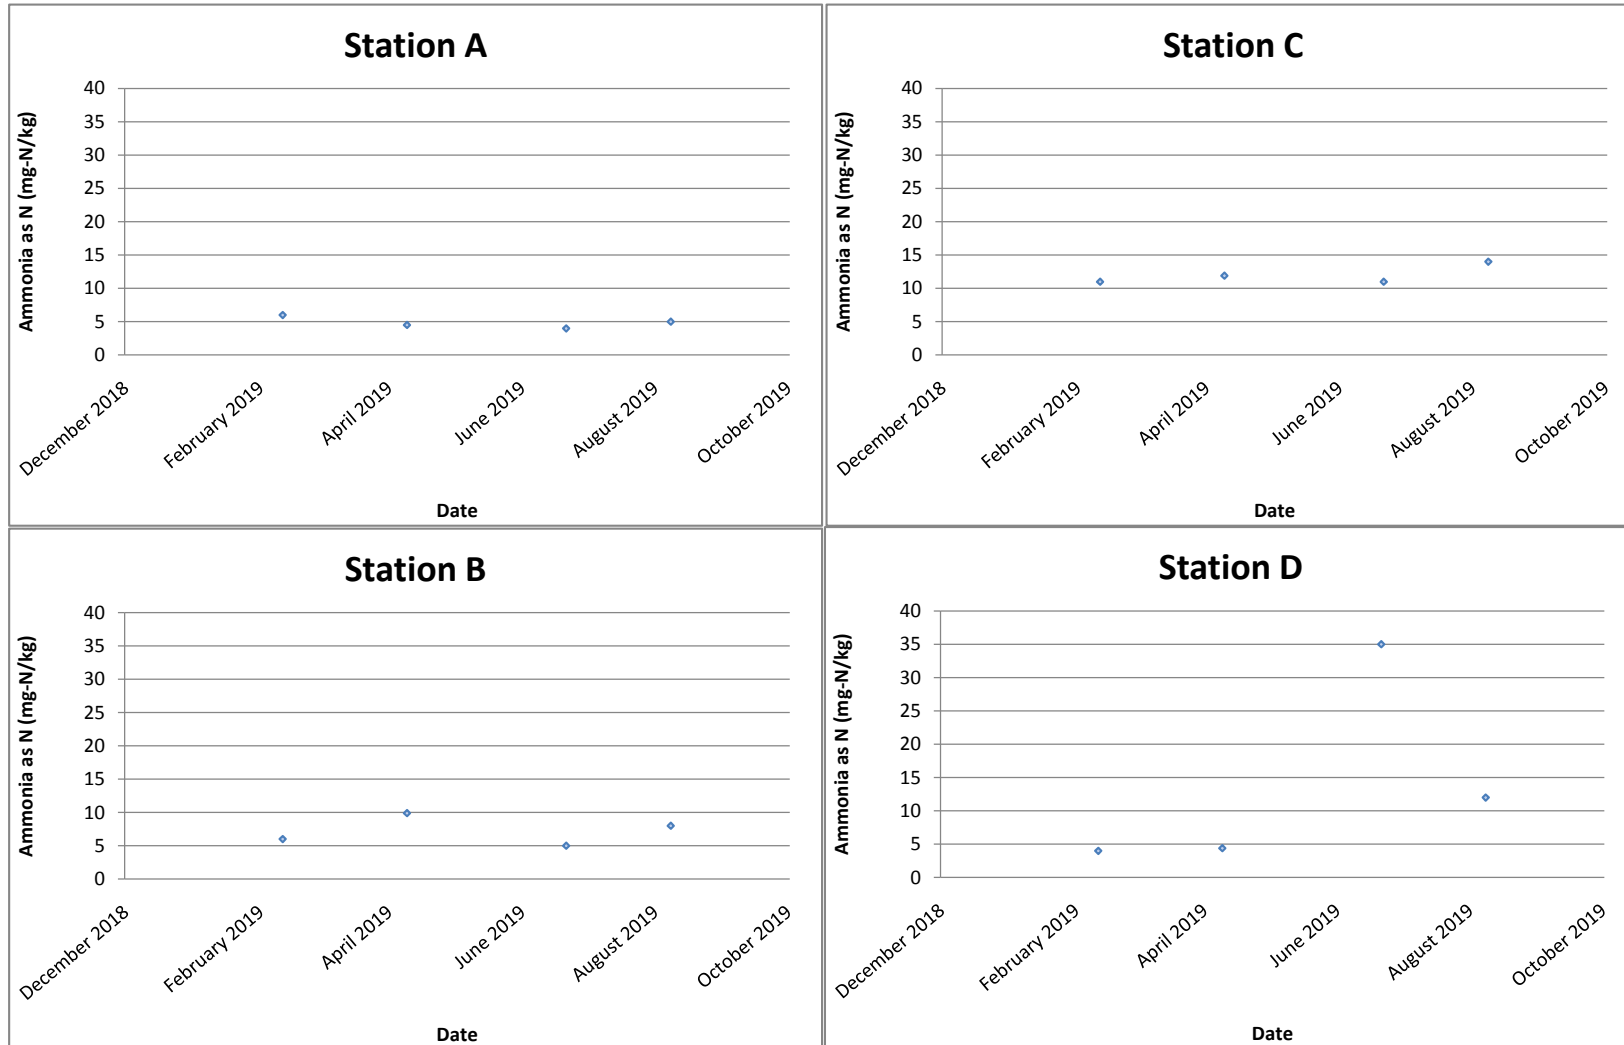 Station A
Ammonia as N (mg-N/kg)
40
35
30
25
20
15
10
5
0
December 2018
February 2019
April 2019
June 2019
August 2019
October 2019
Date
Station C
Ammonia as N (mg-N/kg)
40
35
30
25
20
15
10
5
0
December 2018
February 2019
April 2019
June 2019
August 2019
October 2019
Date
Station B
Ammonia as N (mg-N/kg)
40
35
30
25
20
15
10
5
0
December 2018
February 2019
April 2019
June 2019
August 2019
October 2019
Date
Station D
Ammonia as N (mg-N/kg)
40
35
30
25
20
15
10
5
0
December 2018
February 2019
April 2019
June 2019
August 2019
October 2019
Date